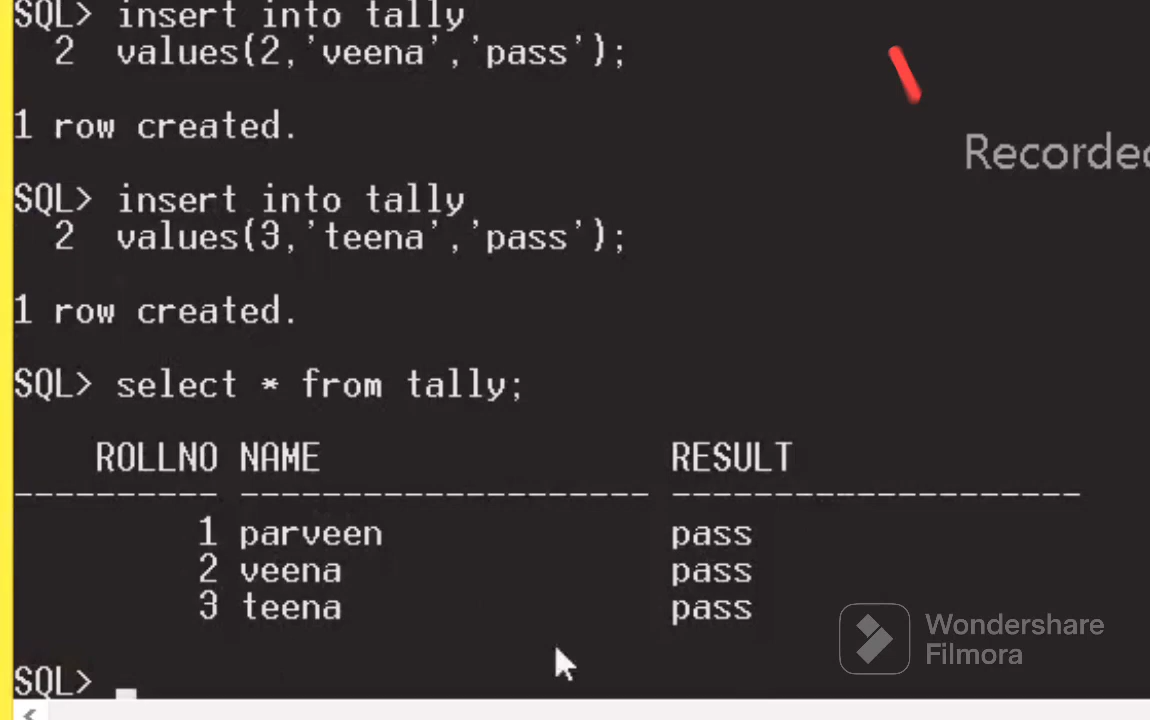 SQL> insert into tally
2 values(2,'veena','pass');
1 row created.
SQL> insert into tally
2 values(3,'teena','pass');
1 row created.
SQL> select * from tally;
ROLLNO NAME RESULT
---------- -------------------- --------------------
1 parveen pass
2 veena pass
3 teena pass
SQL>
Recorded
Wondershare
Filmora